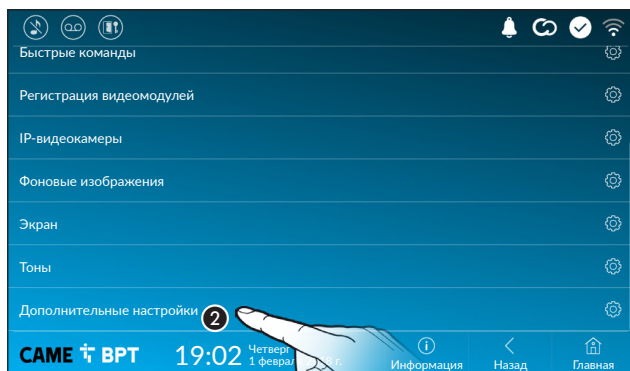 Быстрые команды
Регистрация видеомодулей
IP-видеокамеры
Фоновые изображения
Экран
Тоны
Дополнительные настройки
2
CAME BPT 19:02 Четверг
1 г. Информация Назад Главная